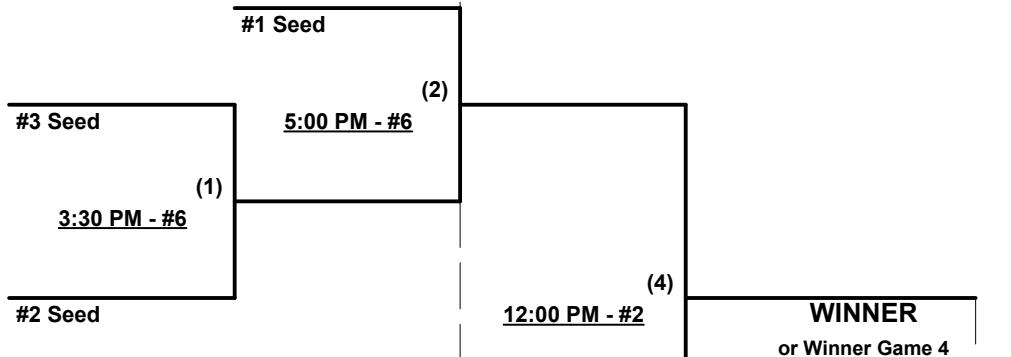 #1 Seed
(2)
#3 Seed
5:00 PM - #6
(1)
3:30 PM - #6
(4)
#2 Seed
12:00 PM - #2
WINNER
or Winner Game 4